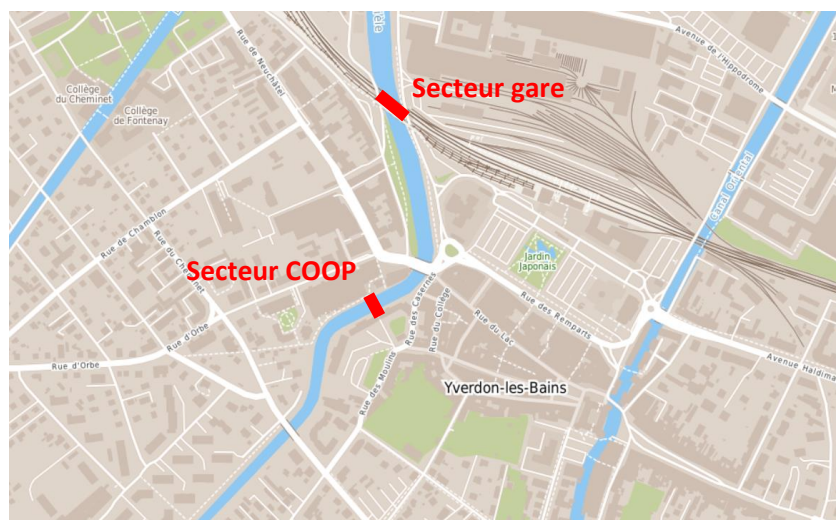 Rue de Neuchâtel
Avenue de l'Hippodrome
Secteur gare
Collège
du Cheminet
Collège
de Fontenay
Canal Oriental
Rue de Chamblon
Jardin
Japonais
Secteur COOP
Rue des Casernes
Rue du Collège
Rue des Remparts
Rue d'Orbe
Rue du Lac
Rue d'Orbe
Avenue Haldima
Rue des Moulins
Yverdon-les-Bains